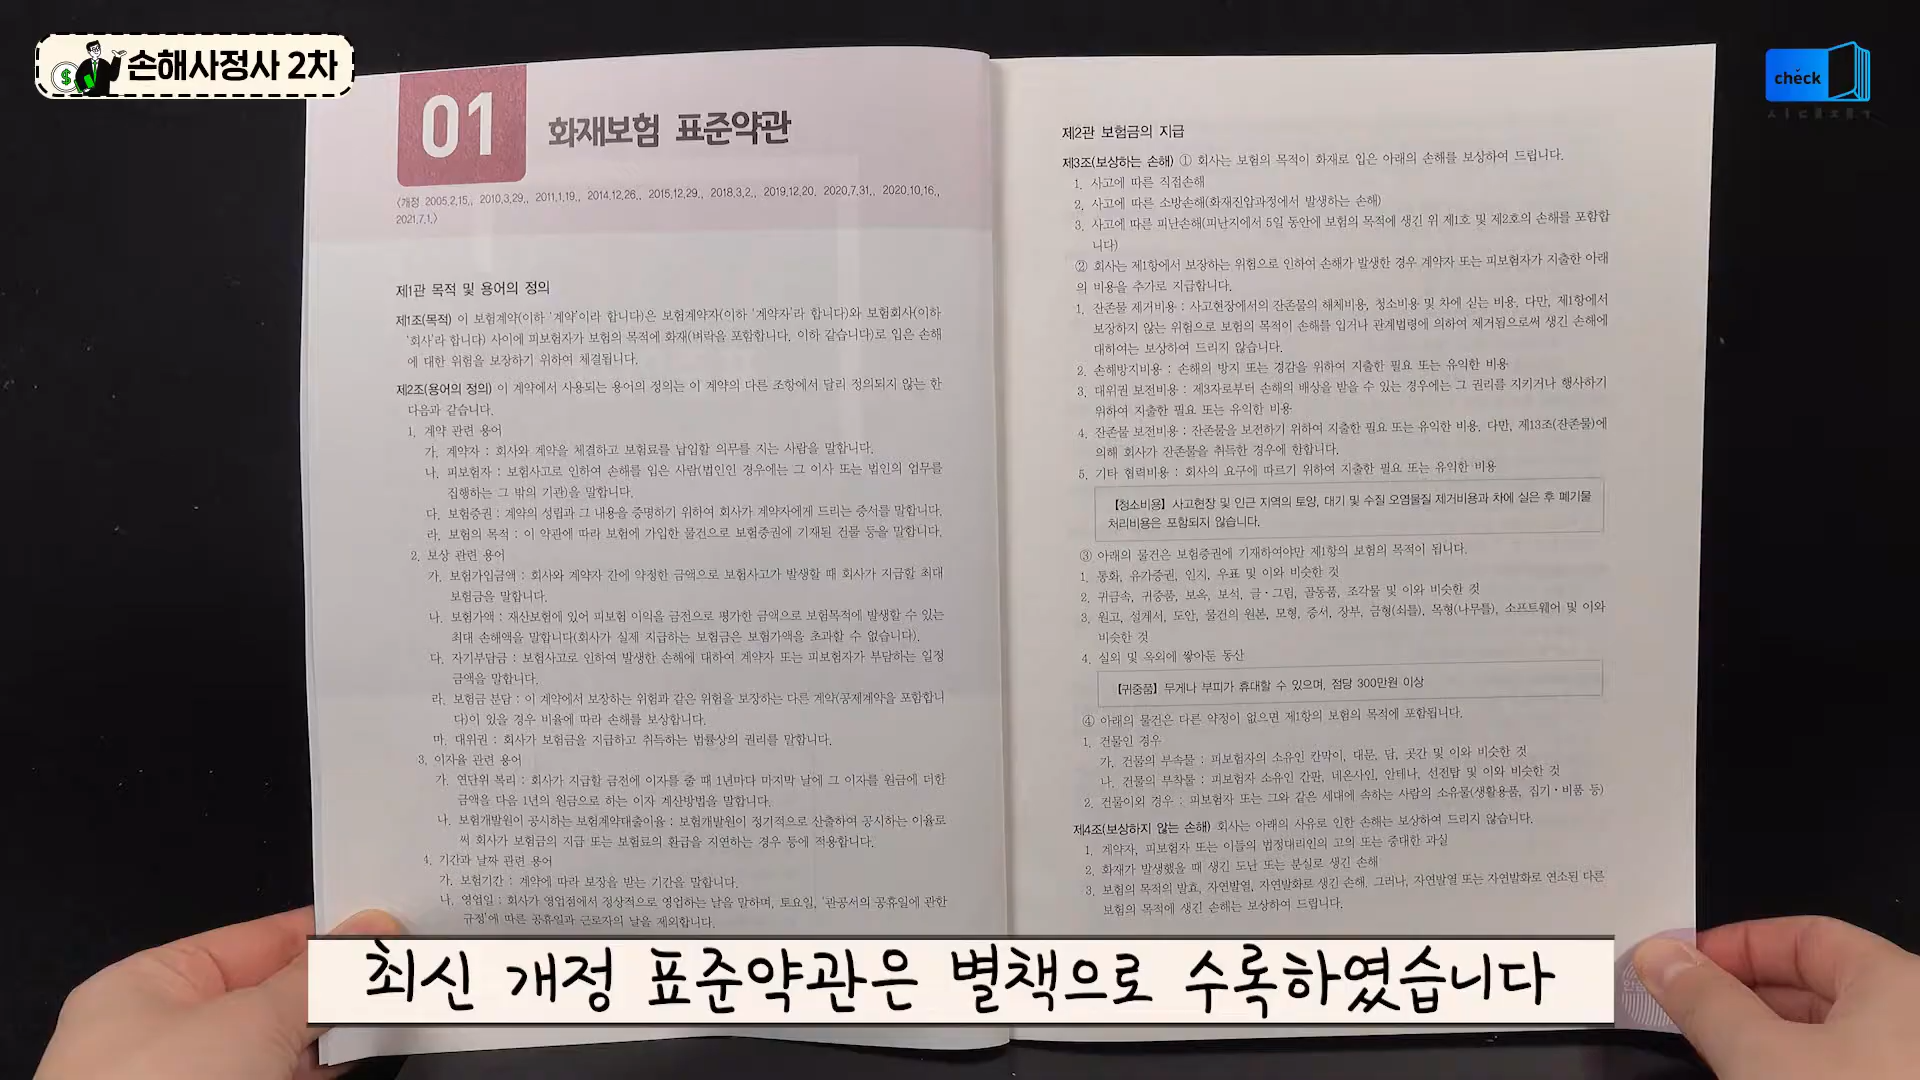 손해사정사 2차
check
01
화재보험 표준약관
<개정 2005.2.15., 2010.3.29., 2011.1.19., 2014.12.26., 2015.12.29., 2018.3.2., 2019.12.20. 2020.7.31., 2020.10.16.,
2021.7.1.>
제1관 목적 및 용어의 정의
제1조(목적) 이 보험계약(이하 '계약'이라 합니다)은 보험계약자(이하 '계약자'라 합니다)와 보험회사(이하
'회사'라 합니다) 사이에 피보험자가 보험의 목적에 화재(벼락을 포함합니다. 이하 같습니다)로 입은 손해
에 대한 위험을 보장하기 위하여 체결됩니다.
제2조(용어의 정의) 이 계약에서 사용되는 용어의 정의는 이 계약의 다른 조항에서 달리 정의되지 않는 한
다음과 같습니다.
1. 계약 관련 용어
가. 계약자 : 회사와 계약을 체결하고 보험료를 납입할 의무를 지는 사람을 말합니다.
나. 피보험자 : 보험사고로 인하여 손해를 입은 사람(법인인 경우에는 그 이사 또는 법인의 업무를
집행하는 그 밖의 기관)을 말합니다.
다. 보험증권 : 계약의 성립과 그 내용을 증명하기 위하여 회사가 계약자에게 드리는 증서를 말합니다.
라. 보험의 목적 : 이 약관에 따라 보험에 가입한 물건으로 보험증권에 기재된 건물 등을 말합니다.
2. 보상 관련 용어
가. 보험가입금액 : 회사와 계약자 간에 약정한 금액으로 보험사고가 발생할 때 회사가 지급할 최대
보험금을 말합니다.
나. 보험가액 : 재산보험에 있어 피보험 이익을 금전으로 평가한 금액으로 보험목적에 발생할 수 있는
최대 손해액을 말합니다(회사가 실제 지급하는 보험금은 보험가액을 초과할 수 없습니다).
다. 자기부담금 : 보험사고로 인하여 발생한 손해에 대하여 계약자 또는 피보험자가 부담하는 일정
금액을 말합니다.
라. 보험금 분담 : 이 계약에서 보장하는 위험과 같은 위험을 보장하는 다른 계약(공제계약을 포함합니
다)이 있을 경우 비율에 따라 손해를 보상합니다.
마. 대위권 : 회사가 보험금을 지급하고 취득하는 법률상의 권리를 말합니다.
3. 이자율 관련 용어
가. 연단위 복리 : 회사가 지급할 금전에 이자를 줄 때 1년마다 마지막 날에 그 이자를 원금에 더한
금액을 다음 1년의 원금으로 하는 이자 계산방법을 말합니다.
나. 보험개발원이 공시하는 보험계약대출이율 : 보험개발원이 정기적으로 산출하여 공시하는 이율로
써 회사가 보험금의 지급 또는 보험료의 환급을 지연하는 경우 등에 적용합니다.
4. 기간과 날짜 관련 용어
가. 보험기간 : 계약에 따라 보장을 받는 기간을 말합니다.
나. 영업일 : 회사가 영업점에서 정상적으로 영업하는 날을 말하며, 토요일, '관공서의 공휴일에 관한
규정'에 따른 공휴일과 근로자의 날을 제외합니다.
제2관 보험금의 지급
제3조(보상하는 손해) ① 회사는 보험의 목적이 화재로 입은 아래의 손해를 보상하여 드립니다.
1. 사고에 따른 직접손해
2. 사고에 따른 소방손해(화재진압과정에서 발생하는 손해)
3. 사고에 따른 피난손해(피난지에서 5일 동안에 보험의 목적에 생긴 위 제1호 및 제2호의 손해를 포함합
니다)
② 회사는 제1항에서 보장하는 위험으로 인하여 손해가 발생한 경우 계약자 또는 피보험자가 지출한 아래
의 비용을 추가로 지급합니다.
1. 잔존물 제거비용 : 사고현장에서의 잔존물의 해체비용, 청소비용 및 차에 싣는 비용. 다만, 제1항에서
보장하지 않는 위험으로 보험의 목적이 손해를 입거나 관계법령에 의하여 제거됨으로써 생긴 손해에
대하여는 보상하여 드리지 않습니다.
2. 손해방지비용 : 손해의 방지 또는 경감을 위하여 지출한 필요 또는 유익한 비용
3. 대위권 보전비용 : 제3자로부터 손해의 배상을 받을 수 있는 경우에는 그 권리를 지키거나 행사하기
위하여 지출한 필요 또는 유익한 비용
4. 잔존물 보전비용 : 잔존물을 보전하기 위하여 지출한 필요 또는 유익한 비용. 다만, 제13조(잔존물)에
의해 회사가 잔존물을 취득한 경우에 한합니다.
5. 기타 협력비용 : 회사의 요구에 따르기 위하여 지출한 필요 또는 유익한 비용
【청소비용】 사고현장 및 인근 지역의 토양, 대기 및 수질 오염물질 제거비용과 차에 실은 후 폐기물
처리비용은 포함되지 않습니다.
③ 아래의 물건은 보험증권에 기재하여야만 제1항의 보험의 목적이 됩니다.
1. 통화, 유가증권, 인지, 우표 및 이와 비슷한 것
2. 귀금속, 귀중품, 보옥, 보석, 글·그림, 골동품, 조각물 및 이와 비슷한 것
3. 원고, 설계서, 도안, 물건의 원본, 모형, 증서, 장부, 금형(쇠틀), 목형(나무틀), 소프트웨어 및 이와
비슷한 것
4. 실외 및 옥외에 쌓아둔 동산
【귀중품】 무게나 부피가 휴대할 수 있으며, 점당 300만원 이상
④ 아래의 물건은 다른 약정이 없으면 제1항의 보험의 목적에 포함됩니다.
1. 건물인 경우
가. 건물의 부속물 : 피보험자의 소유인 칸막이, 대문, 담, 곳간 및 이와 비슷한 것
나. 건물의 부착물 : 피보험자 소유인 간판, 네온사인, 안테나, 선전탑 및 이와 비슷한 것
2. 건물이외 경우 : 피보험자 또는 그와 같은 세대에 속하는 사람의 소유물(생활용품, 집기·비품 등)
제4조(보상하지 않는 손해) 회사는 아래의 사유로 인한 손해는 보상하여 드리지 않습니다.
1. 계약자, 피보험자 또는 이들의 법정대리인의 고의 또는 중대한 과실
2. 화재가 발생했을 때 생긴 도난 또는 분실로 생긴 손해
3. 보험의 목적의 발효, 자연발열, 자연발화로 생긴 손해. 그러나, 자연발열 또는 자연발화로 연소된 다른
보험의 목적에 생긴 손해는 보상하여 드립니다.
최신 개정 표준약관은 별책으로 수록하였습니다